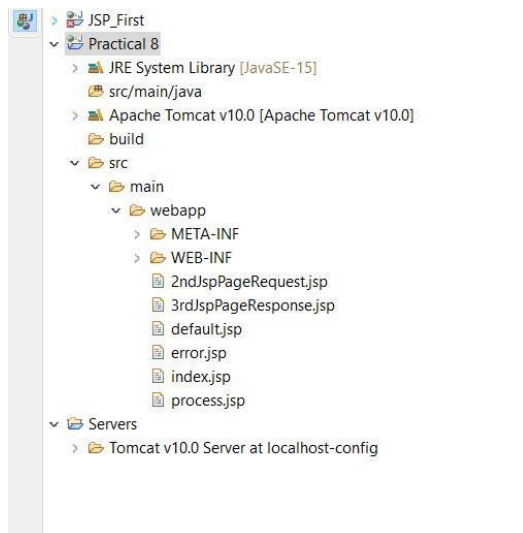 JSP_First
Practical 8
JRE System Library [JavaSE-15]
src/main/java
Apache Tomcat v10.0 [Apache Tomcat v10.0]
build
src
main
webapp
META-INF
WEB-INF
2ndJspPageRequest.jsp
3rdJspPageResponse.jsp
default.jsp
error.jsp
index.jsp
process.jsp
Servers
Tomcat v10.0 Server at localhost-config